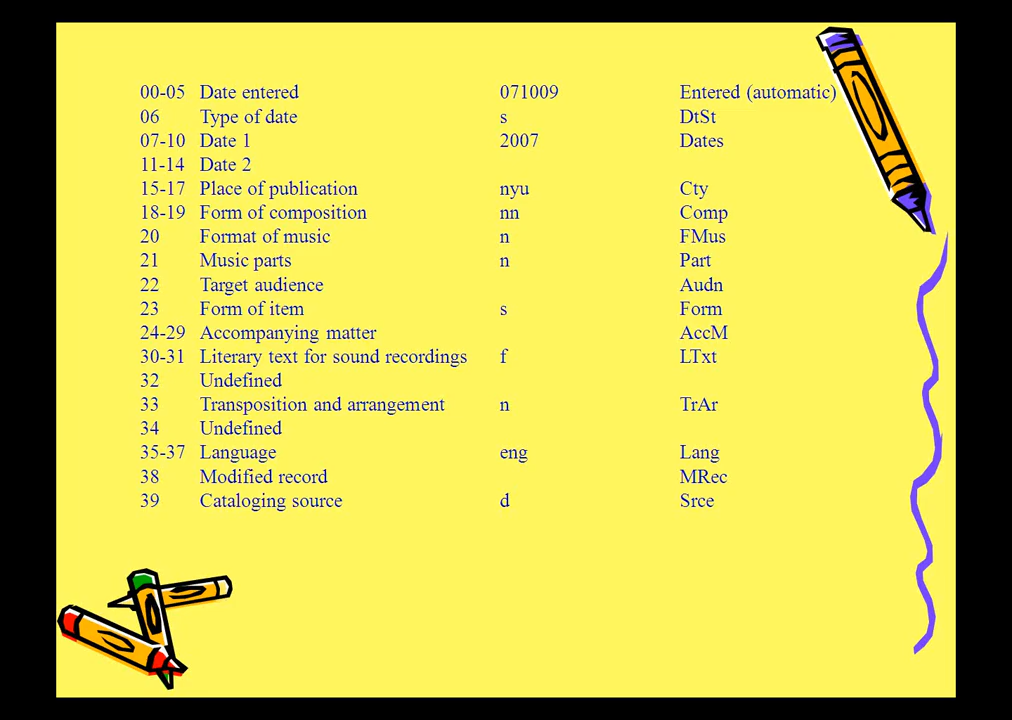 00-05 Date entered 071009 Entered (automatic)
06 Type of date s DtSt
07-10 Date 1 2007 Dates
11-14 Date 2
15-17 Place of publication nyu Cty
18-19 Form of composition nn Comp
20 Format of music n FMus
21 Music parts n Part
22 Target audience Audn
23 Form of item s Form
24-29 Accompanying matter AccM
30-31 Literary text for sound recordings f LTxt
32 Undefined
33 Transposition and arrangement n TrAr
34 Undefined
35-37 Language eng Lang
38 Modified record MRec
39 Cataloging source d Srce